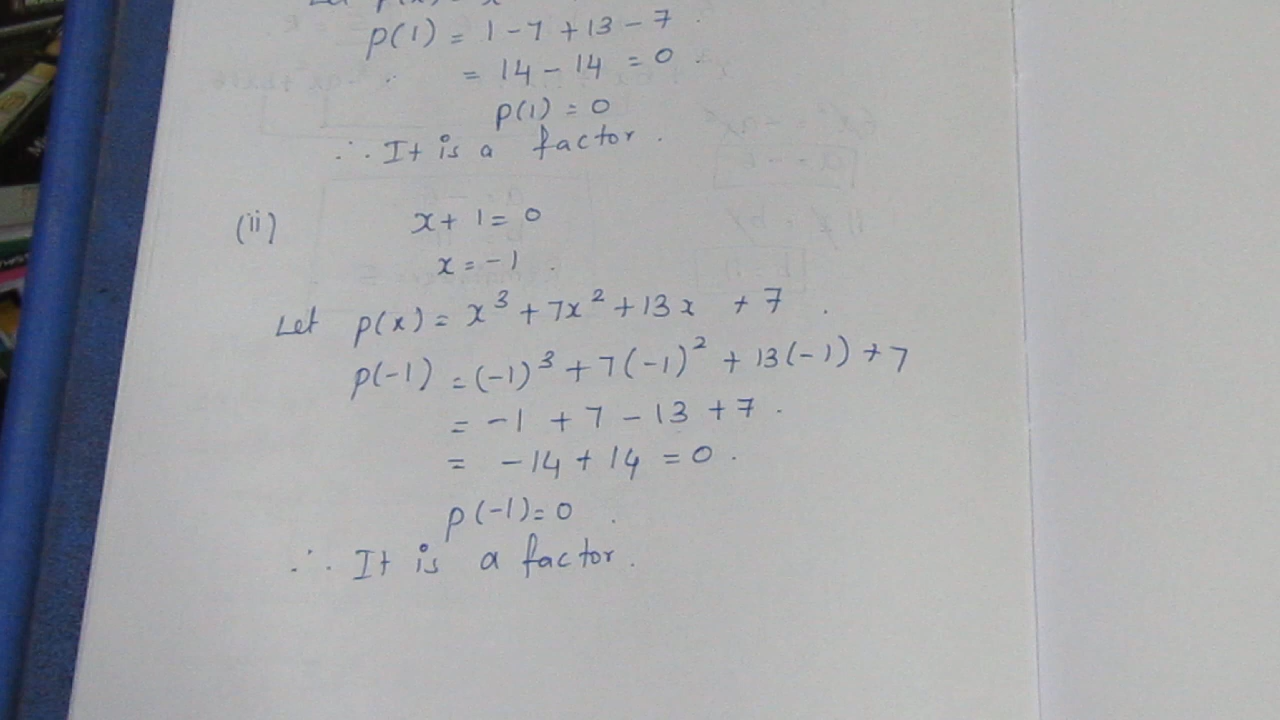 p(1) = 1 - 7 + 13 - 7
= 14 - 14 = 0
p(1) = 0
∴ It is a factor.
(ii) x + 1 = 0
x = -1
Let p(x) = x³ + 7x² + 13x + 7
p(-1) = (-1)³ + 7(-1)² + 13(-1) + 7
= -1 + 7 - 13 + 7.
= -14 + 14 = 0.
p(-1) = 0.
∴ It is a factor.